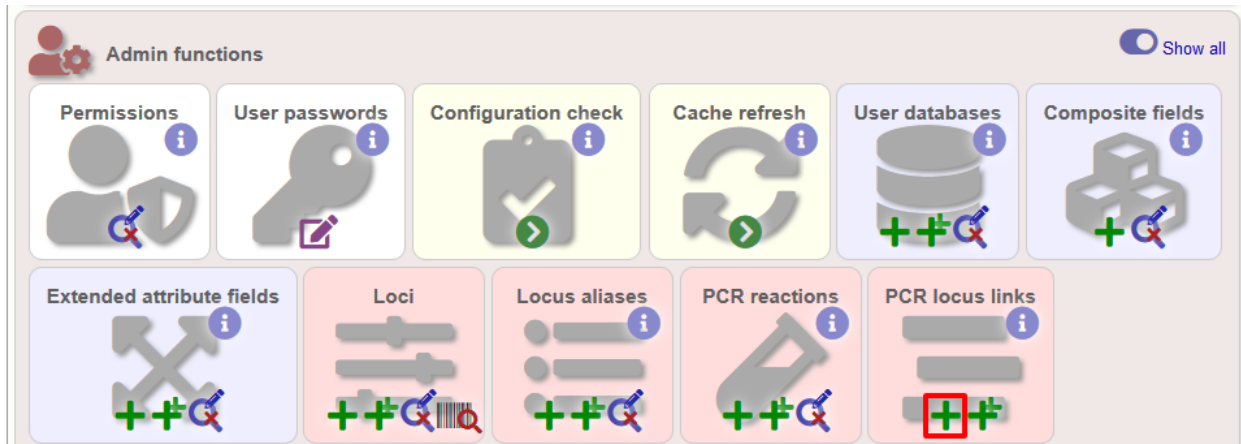 Admin functions
Show all
Permissions
User passwords
Configuration check
Cache refresh
User databases
Composite fields
Extended attribute fields
Loci
Locus aliases
PCR reactions
PCR locus links